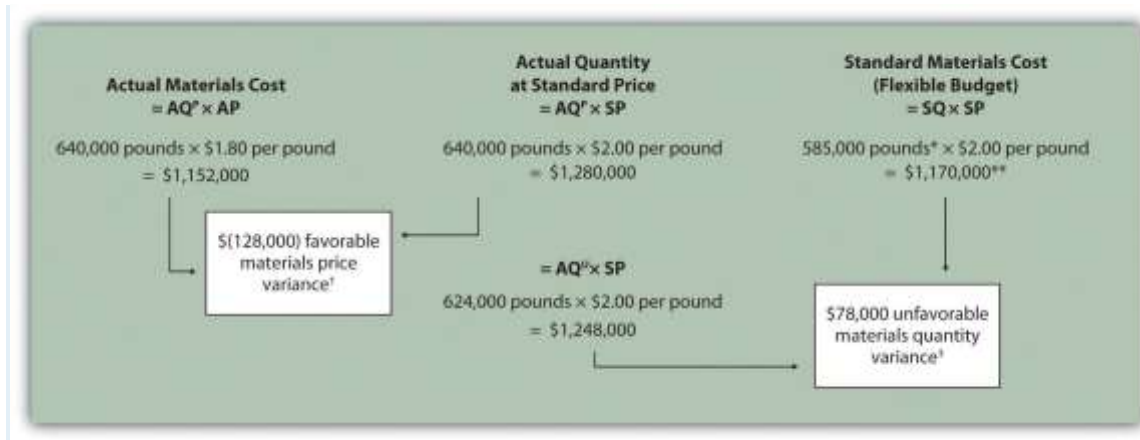 Actual Materials Cost
= AQᴾ × AP
640,000 pounds × $1.80 per pound
= $1,152,000
Actual Quantity
at Standard Price
= AQᴾ × SP
640,000 pounds × $2.00 per pound
= $1,280,000
Standard Materials Cost
(Flexible Budget)
= SQ × SP
585,000 pounds* × $2.00 per pound
= $1,170,000**
$(128,000) favorable
materials price
variance†
= AQᵁ× SP
624,000 pounds × $2.00 per pound
= $1,248,000
$78,000 unfavorable
materials quantity
variance‡